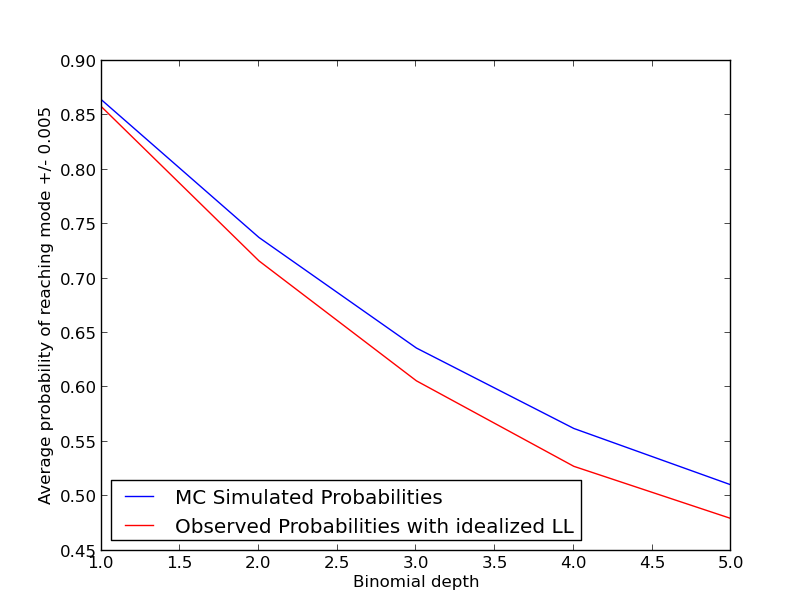 0.90
0.85
0.80
0.75
0.70
0.65
0.60
0.55
0.50
0.45
Average probability of reaching mode +/- 0.005
MC Simulated Probabilities
Observed Probabilities with idealized LL
1.0 1.5 2.0 2.5 3.0 3.5 4.0 4.5 5.0
Binomial depth